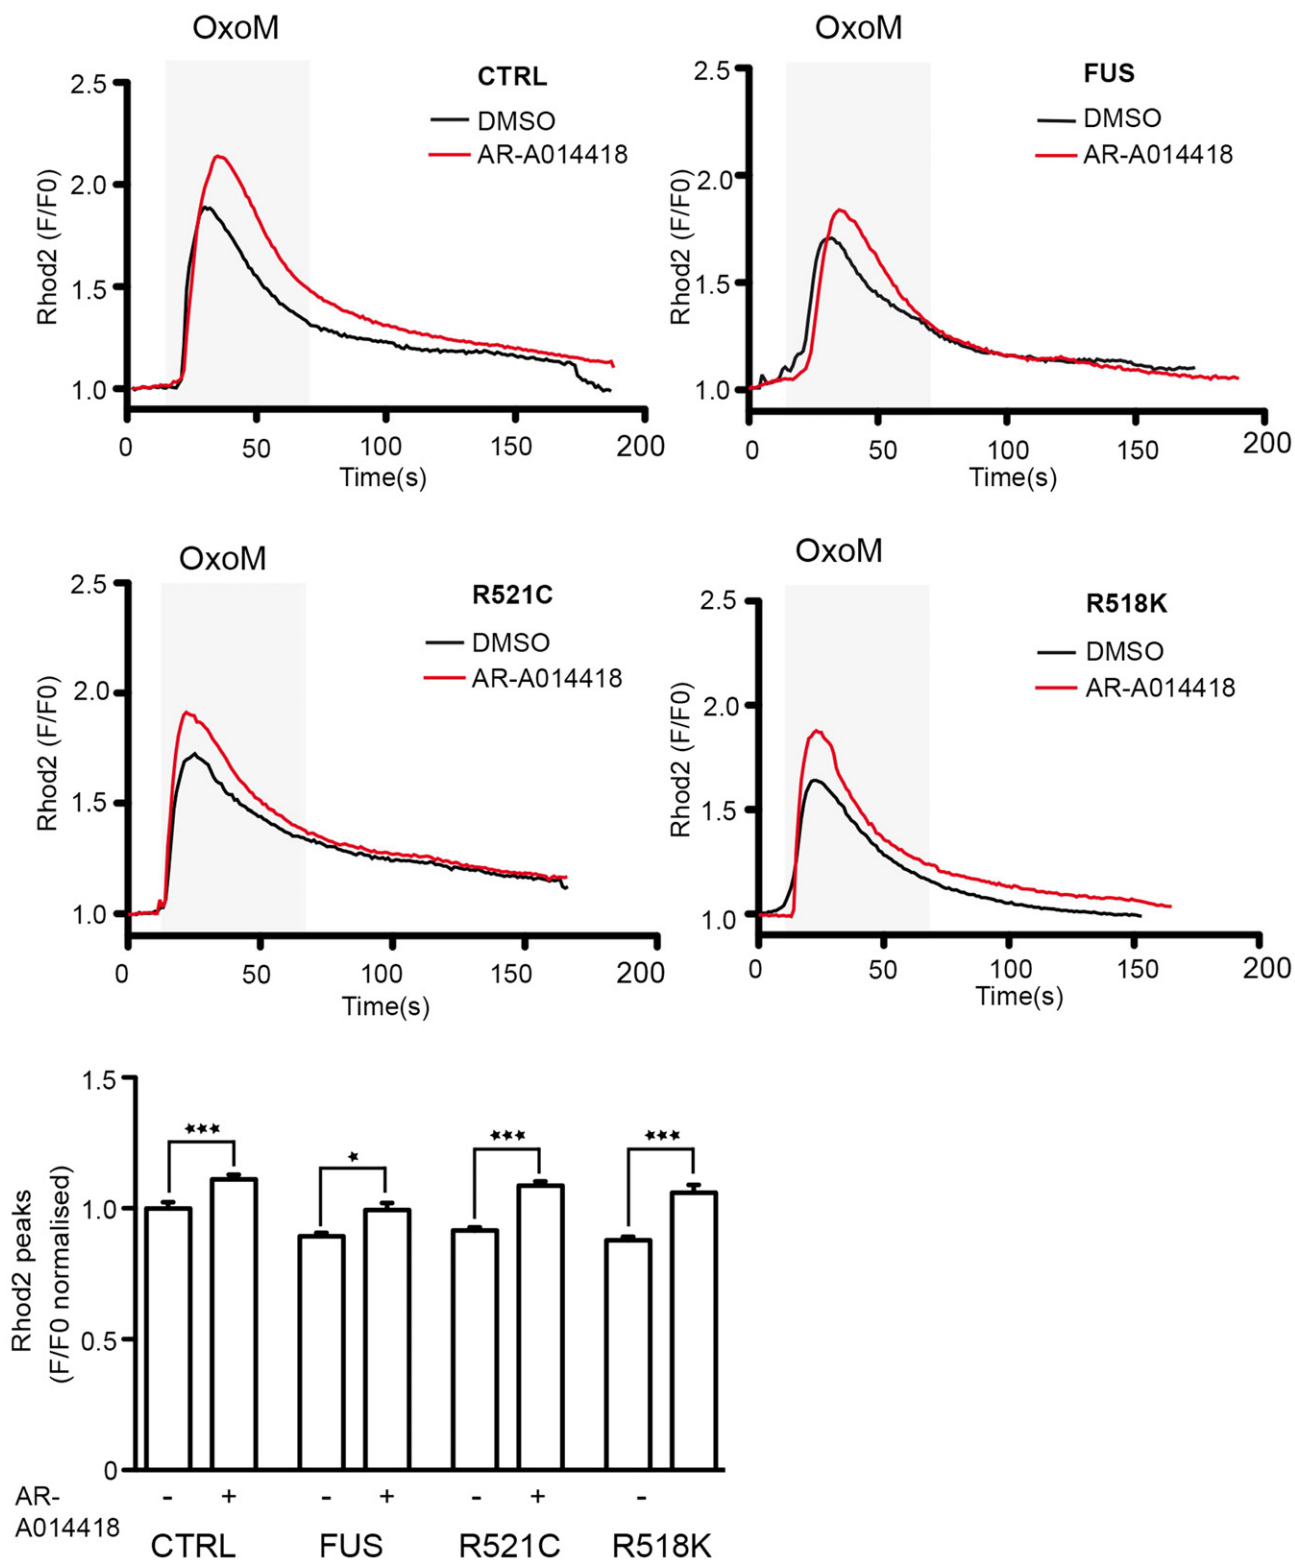 OxoM
CTRL
DMSO
AR-A014418
2.5
2.0
1.5
1.0
Rhod2 (F/F0)
0 50 100 150 200
Time(s)
OxoM
FUS
DMSO
AR-A014418
2.5
2.0
1.5
1.0
Rhod2 (F/F0)
0 50 100 150 200
Time(s)
OxoM
R521C
DMSO
AR-A014418
2.5
2.0
1.5
1.0
Rhod2 (F/F0)
0 50 100 150 200
Time(s)
OxoM
R518K
DMSO
AR-A014418
2.5
2.0
1.5
1.0
Rhod2 (F/F0)
0 50 100 150 200
Time(s)
1.5
1.0
0.5
0
Rhod2 peaks
(F/F0 normalised)
*** * *** ***
AR-
A014418
- + - + - + -
CTRL FUS R521C R518K